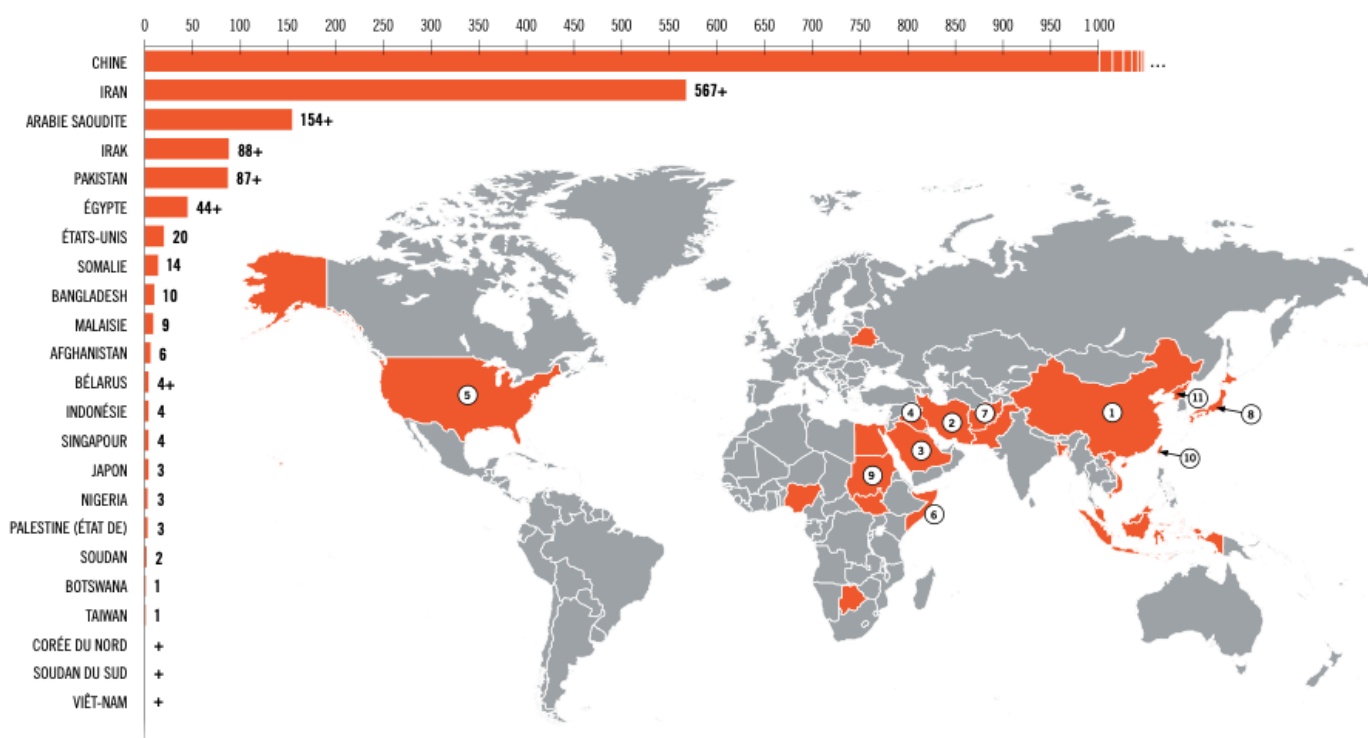 0 50 100 150 200 250 300 350 400 450 500 550 600 650 700 750 800 850 900 950 1000
CHINE ...
IRAN 567+
ARABIE SAOUDITE 154+
IRAK 88+
PAKISTAN 87+
ÉGYPTE 44+
ÉTATS-UNIS 20
SOMALIE 14
BANGLADESH 10
MALAISIE 9
AFGHANISTAN 6
BÉLARUS 4+
INDONÉSIE 4
SINGAPOUR 4
JAPON 3
NIGERIA 3
PALESTINE (ÉTAT DE) 3
SOUDAN 2
BOTSWANA 1
TAIWAN 1
CORÉE DU NORD +
SOUDAN DU SUD +
VIÊT-NAM +
5
4
2
7
1
11
8
3
10
9
6